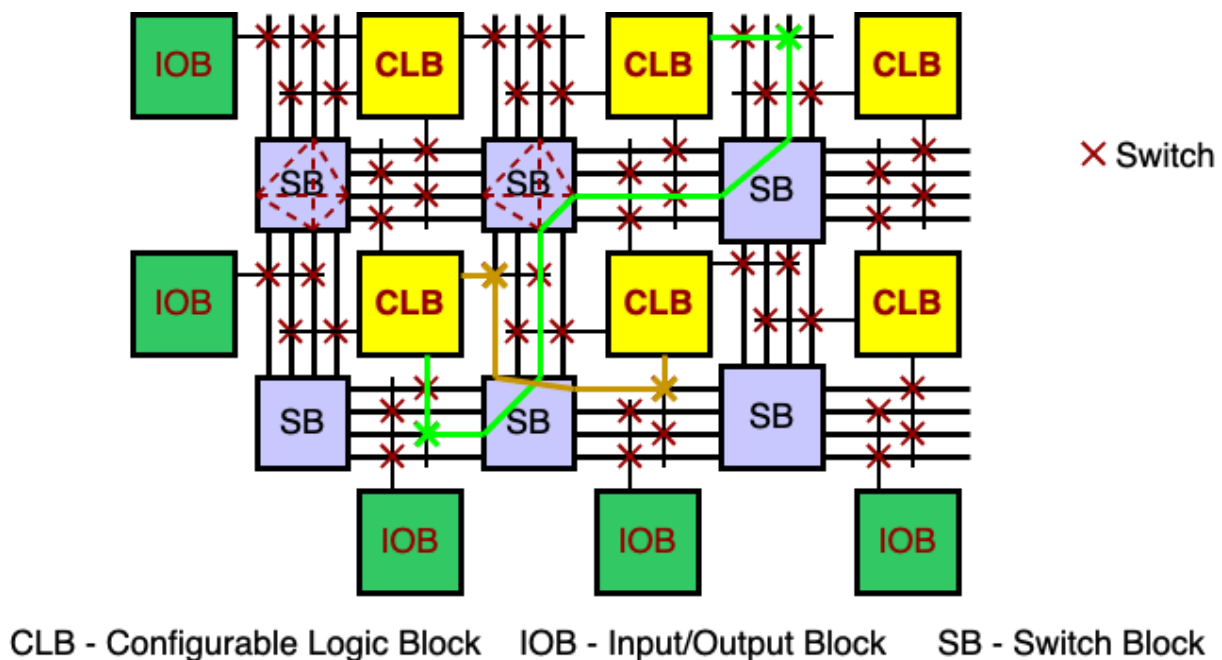 IOB CLB CLB CLB
SB SB SB
Switch
IOB CLB CLB CLB
SB SB SB
IOB IOB IOB
CLB - Configurable Logic Block IOB - Input/Output Block SB - Switch Block